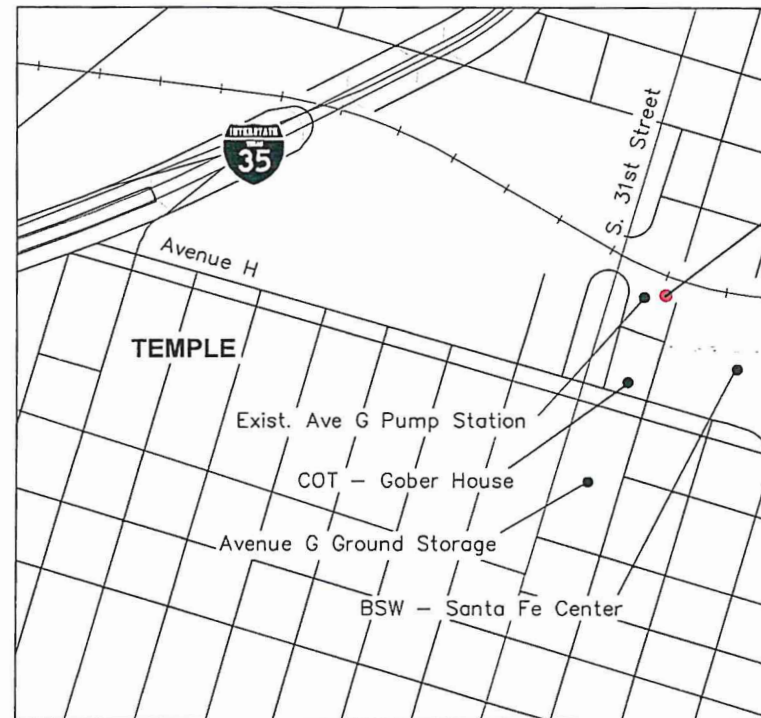 S. 31st Street
INTERSTATE
TEXAS
35
Avenue H
TEMPLE
Exist. Ave G Pump Station
COT – Gober House
Avenue G Ground Storage
BSW – Santa Fe Center